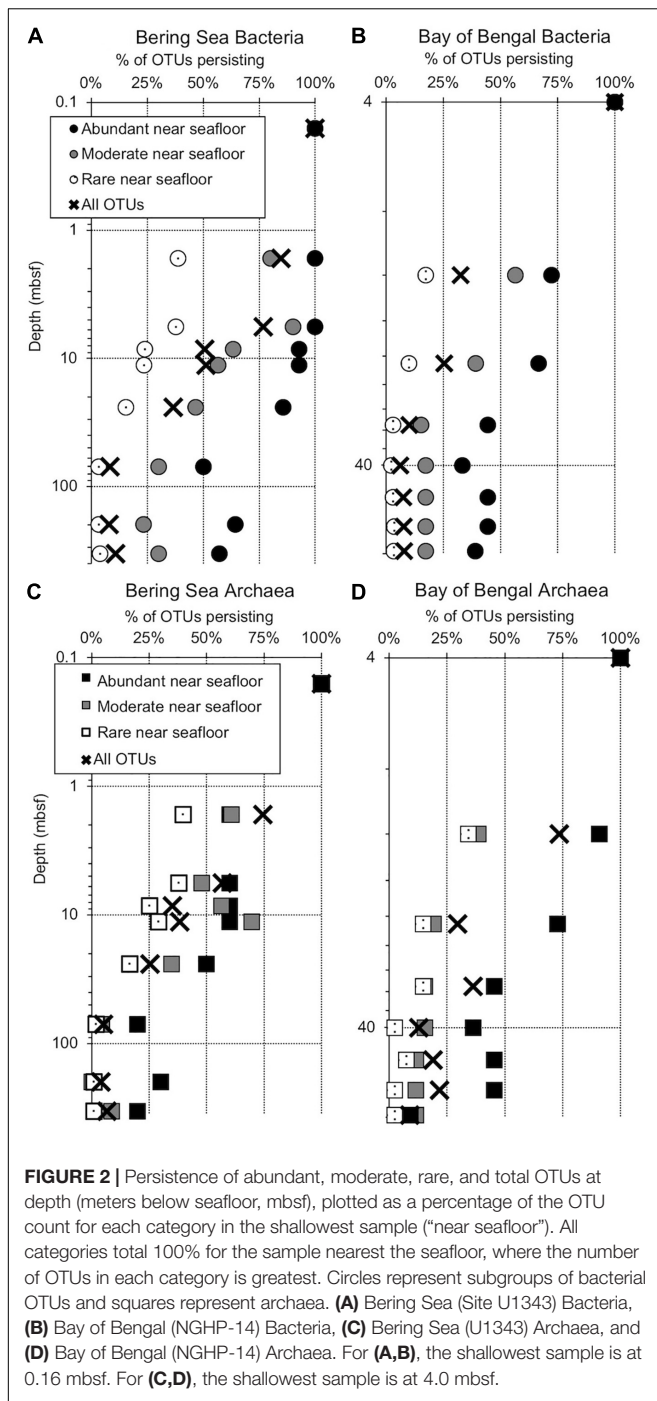 A
Bering Sea Bacteria
% of OTUs persisting
0% 25% 50% 75% 100%
0.1
Abundant near seafloor
Moderate near seafloor
Rare near seafloor
All OTUs
1
10
100
Depth (mbsf)
B
Bay of Bengal Bacteria
% of OTUs persisting
0% 25% 50% 75% 100%
4
40
C
Bering Sea Archaea
% of OTUs persisting
0% 25% 50% 75% 100%
0.1
Abundant near seafloor
Moderate near seafloor
Rare near seafloor
All OTUs
1
10
100
Depth (mbsf)
D
Bay of Bengal Archaea
% of OTUs persisting
0% 25% 50% 75% 100%
4
40
FIGURE 2 | Persistence of abundant, moderate, rare, and total OTUs at
depth (meters below seafloor, mbsf), plotted as a percentage of the OTU
count for each category in the shallowest sample (“near seafloor”). All
categories total 100% for the sample nearest the seafloor, where the number
of OTUs in each category is greatest. Circles represent subgroups of bacterial
OTUs and squares represent archaea. (A) Bering Sea (Site U1343) Bacteria,
(B) Bay of Bengal (NGHP-14) Bacteria, (C) Bering Sea (U1343) Archaea, and
(D) Bay of Bengal (NGHP-14) Archaea. For (A,B), the shallowest sample is at
0.16 mbsf. For (C,D), the shallowest sample is at 4.0 mbsf.